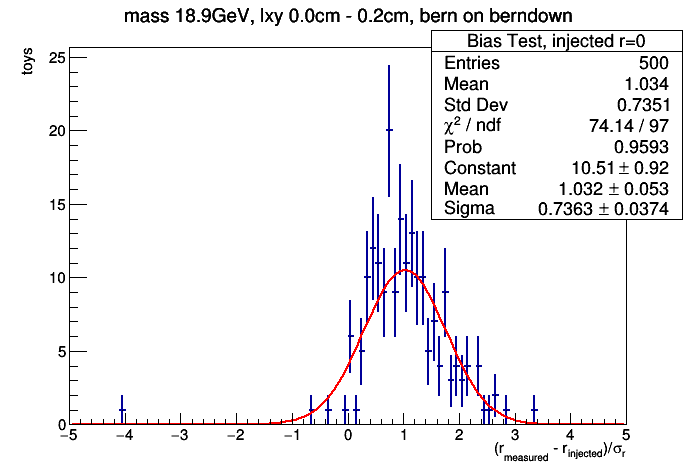 mass 18.9GeV, lxy 0.0cm - 0.2cm, bern on berndown
Bias Test, injected r=0
Entries 500
Mean 1.034
Std Dev 0.7351
χ² / ndf 74.14 / 97
Prob 0.9593
Constant 10.51 ± 0.92
Mean 1.032 ± 0.053
Sigma 0.7363 ± 0.0374
toys
25
20
15
10
5
0
−5 −4 −3 −2 −1 0 1 2 3 4 5
(r_measured - r_injected)/σ_r